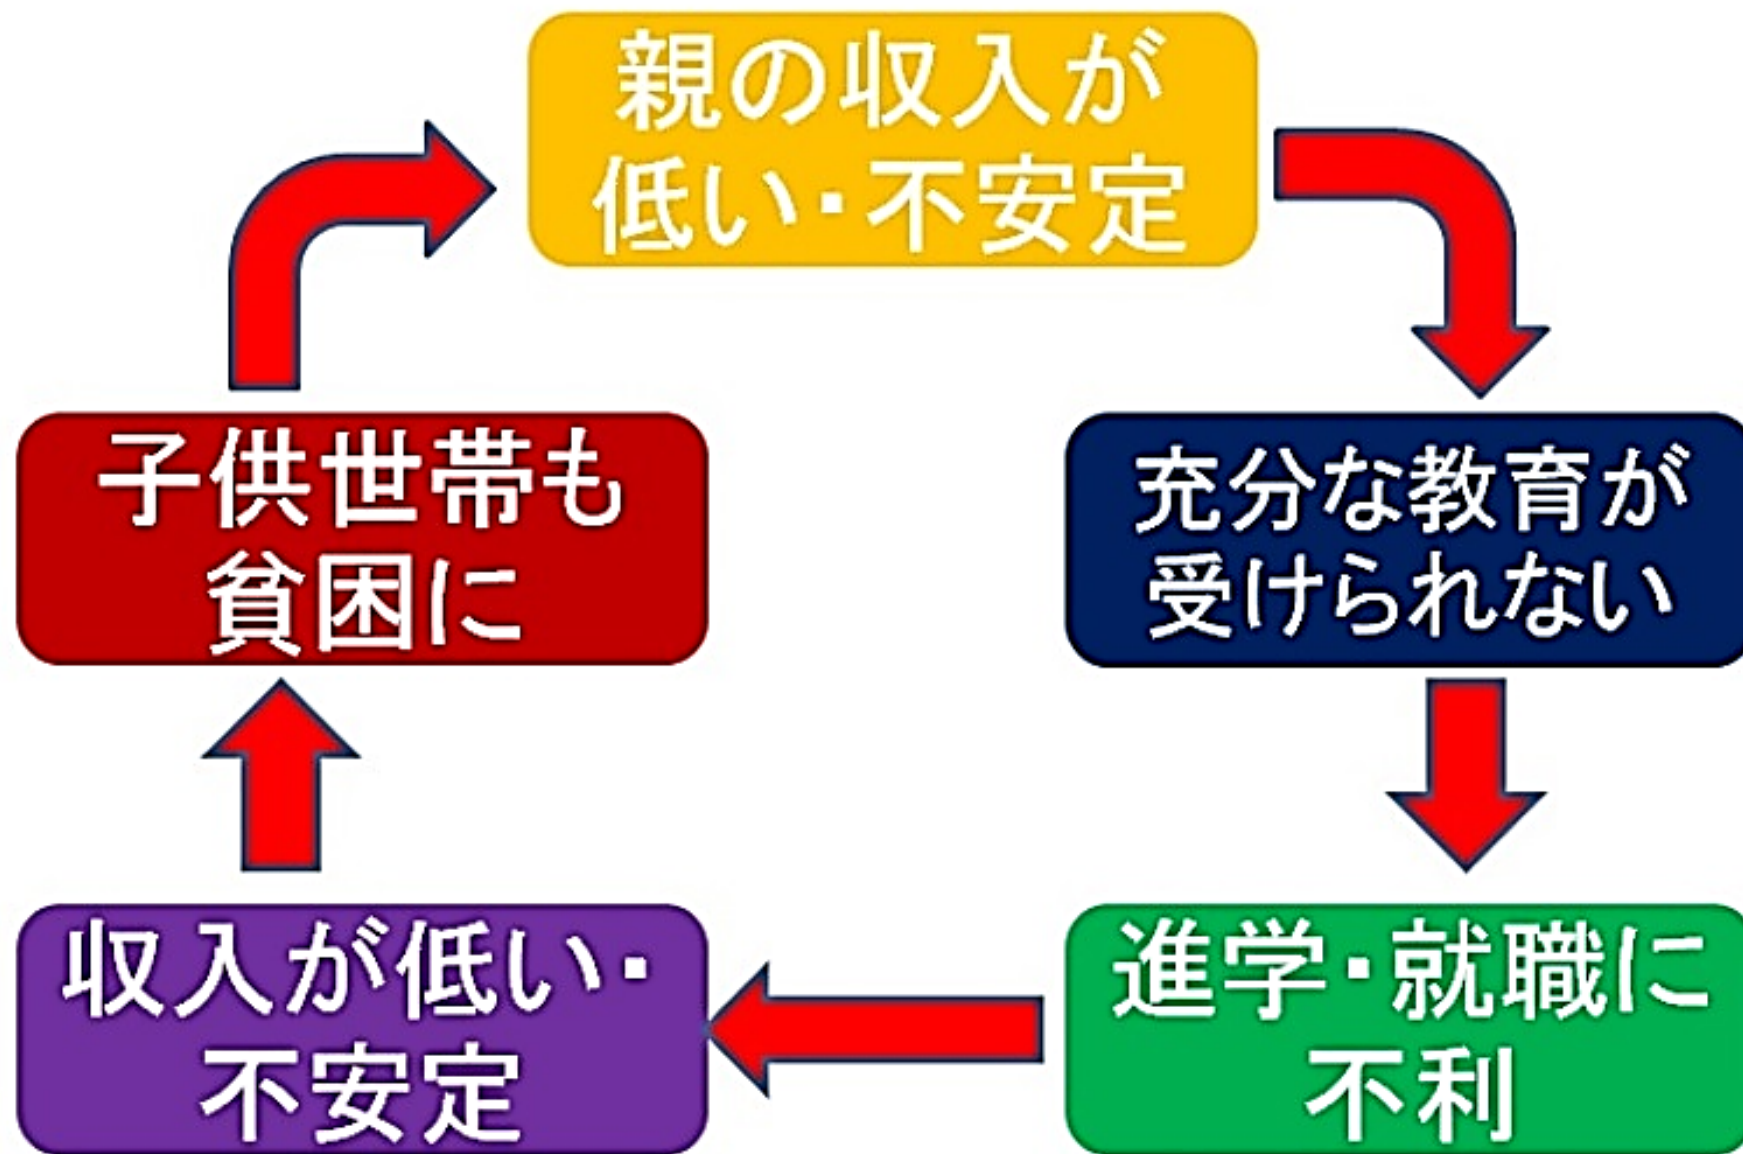 親の収入が
低い・不安定
充分な教育が
受けられない
進学・就職に
不利
収入が低い・
不安定
子供世帯も
貧困に